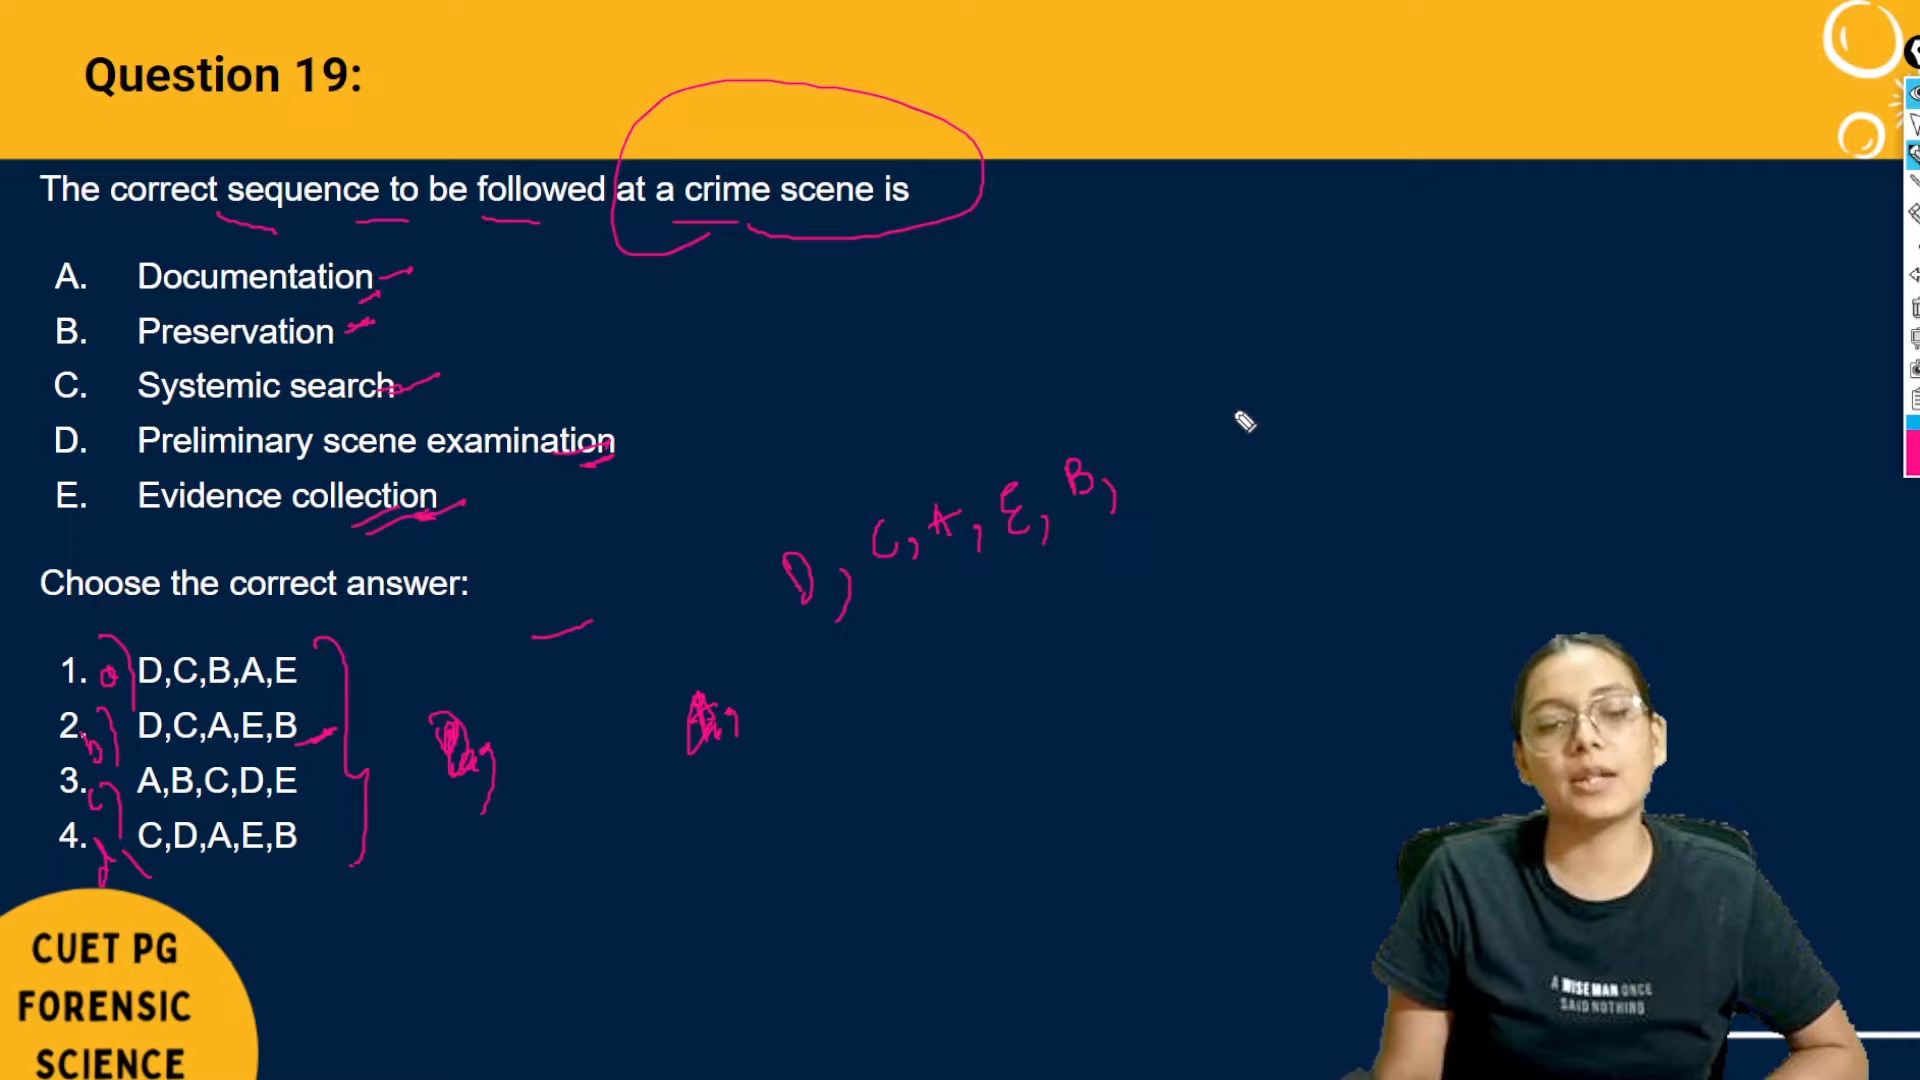 Question 19:
The correct sequence to be followed at a crime scene is
A. Documentation
B. Preservation
C. Systemic search
D. Preliminary scene examination
E. Evidence collection
D, C, A, E, B,
Choose the correct answer:
1. a D,C,B,A,E
2. b D,C,A,E,B
3. c A,B,C,D,E
4. d C,D,A,E,B
CUET PG
FORENSIC
SCIENCE
A WISE MAN ONCE
SAID NOTHING